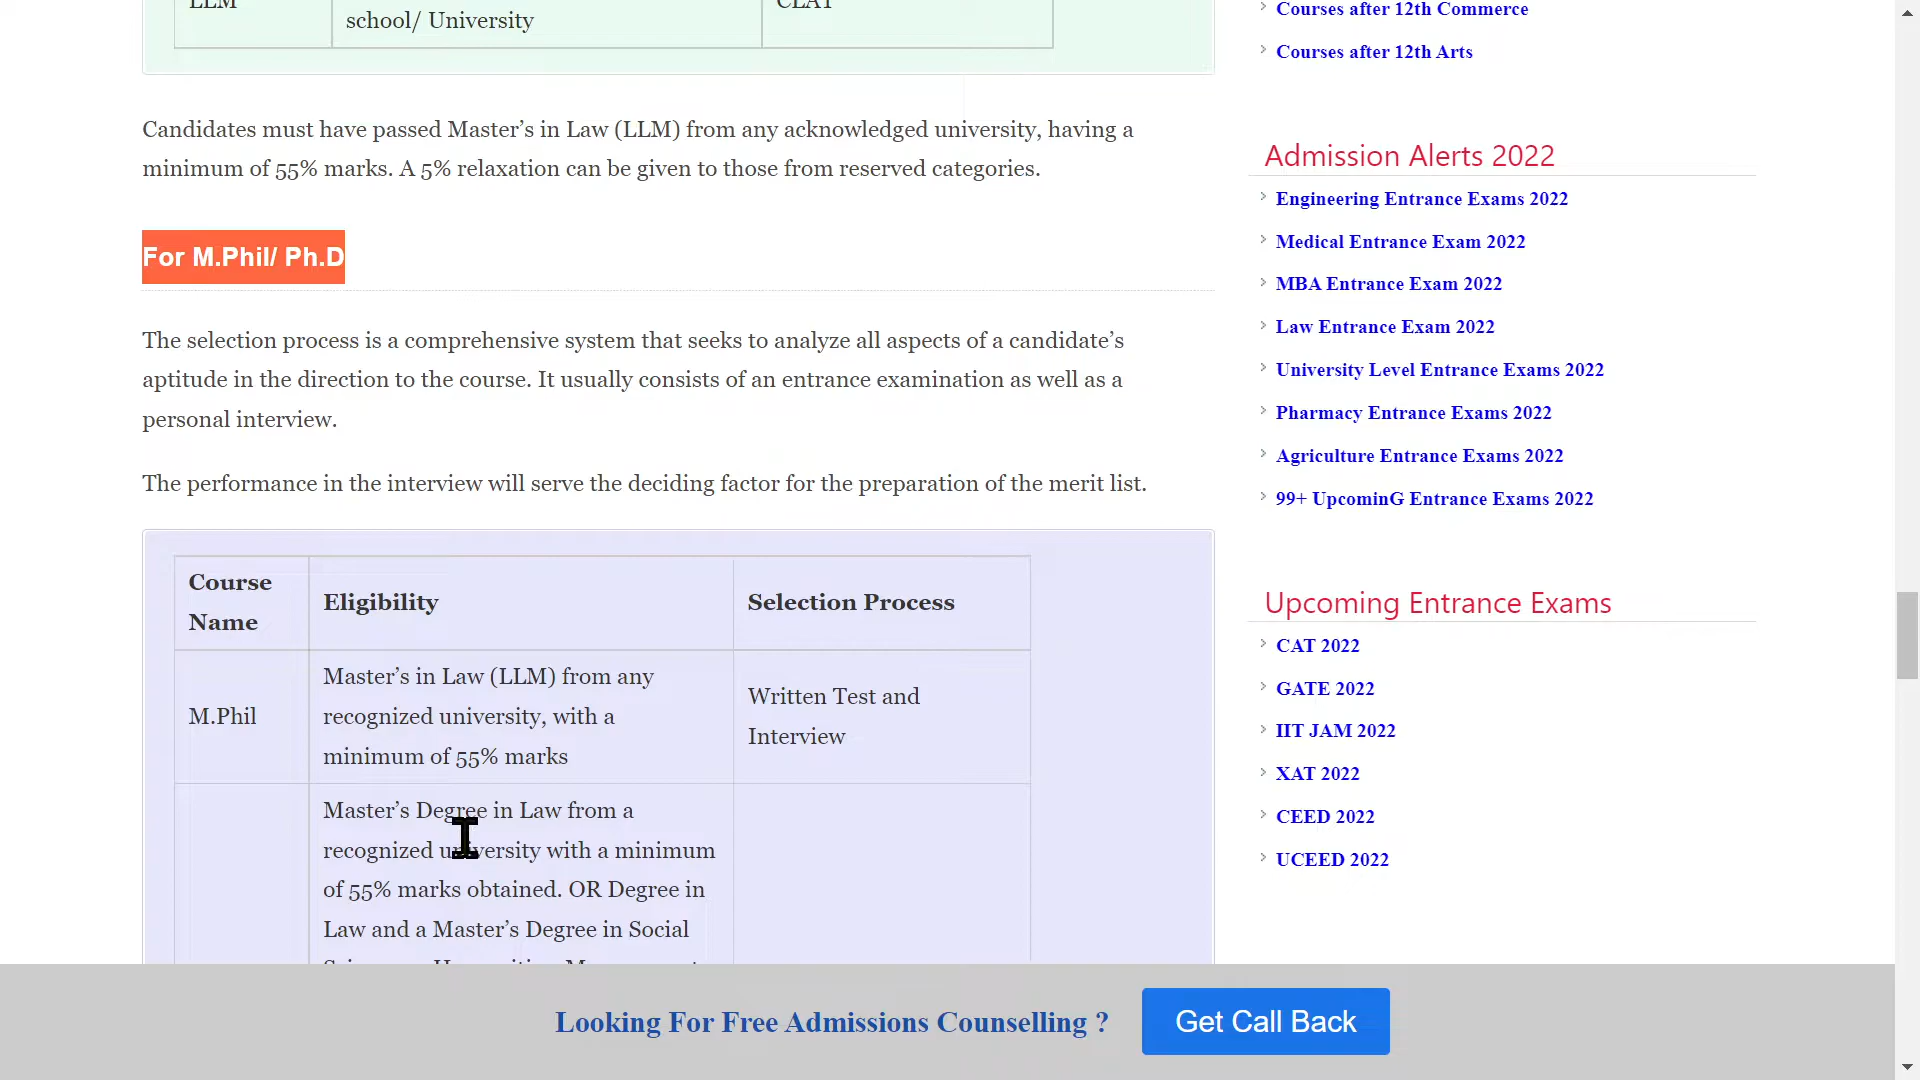 LLM
school/ University
CLAT
Candidates must have passed Master’s in Law (LLM) from any acknowledged university, having a
minimum of 55% marks. A 5% relaxation can be given to those from reserved categories.
For M.Phil/ Ph.D
The selection process is a comprehensive system that seeks to analyze all aspects of a candidate’s
aptitude in the direction to the course. It usually consists of an entrance examination as well as a
personal interview.
The performance in the interview will serve the deciding factor for the preparation of the merit list.
Course
Name
Eligibility
Selection Process
M.Phil
Master’s in Law (LLM) from any
recognized university, with a
minimum of 55% marks
Written Test and
Interview
Master’s Degree in Law from a
recognized university with a minimum
of 55% marks obtained. OR Degree in
Law and a Master’s Degree in Social
Courses after 12th Commerce
Courses after 12th Arts
Admission Alerts 2022
Engineering Entrance Exams 2022
Medical Entrance Exam 2022
MBA Entrance Exam 2022
Law Entrance Exam 2022
University Level Entrance Exams 2022
Pharmacy Entrance Exams 2022
Agriculture Entrance Exams 2022
99+ UpcominG Entrance Exams 2022
Upcoming Entrance Exams
CAT 2022
GATE 2022
IIT JAM 2022
XAT 2022
CEED 2022
UCEED 2022
Looking For Free Admissions Counselling ?
Get Call Back